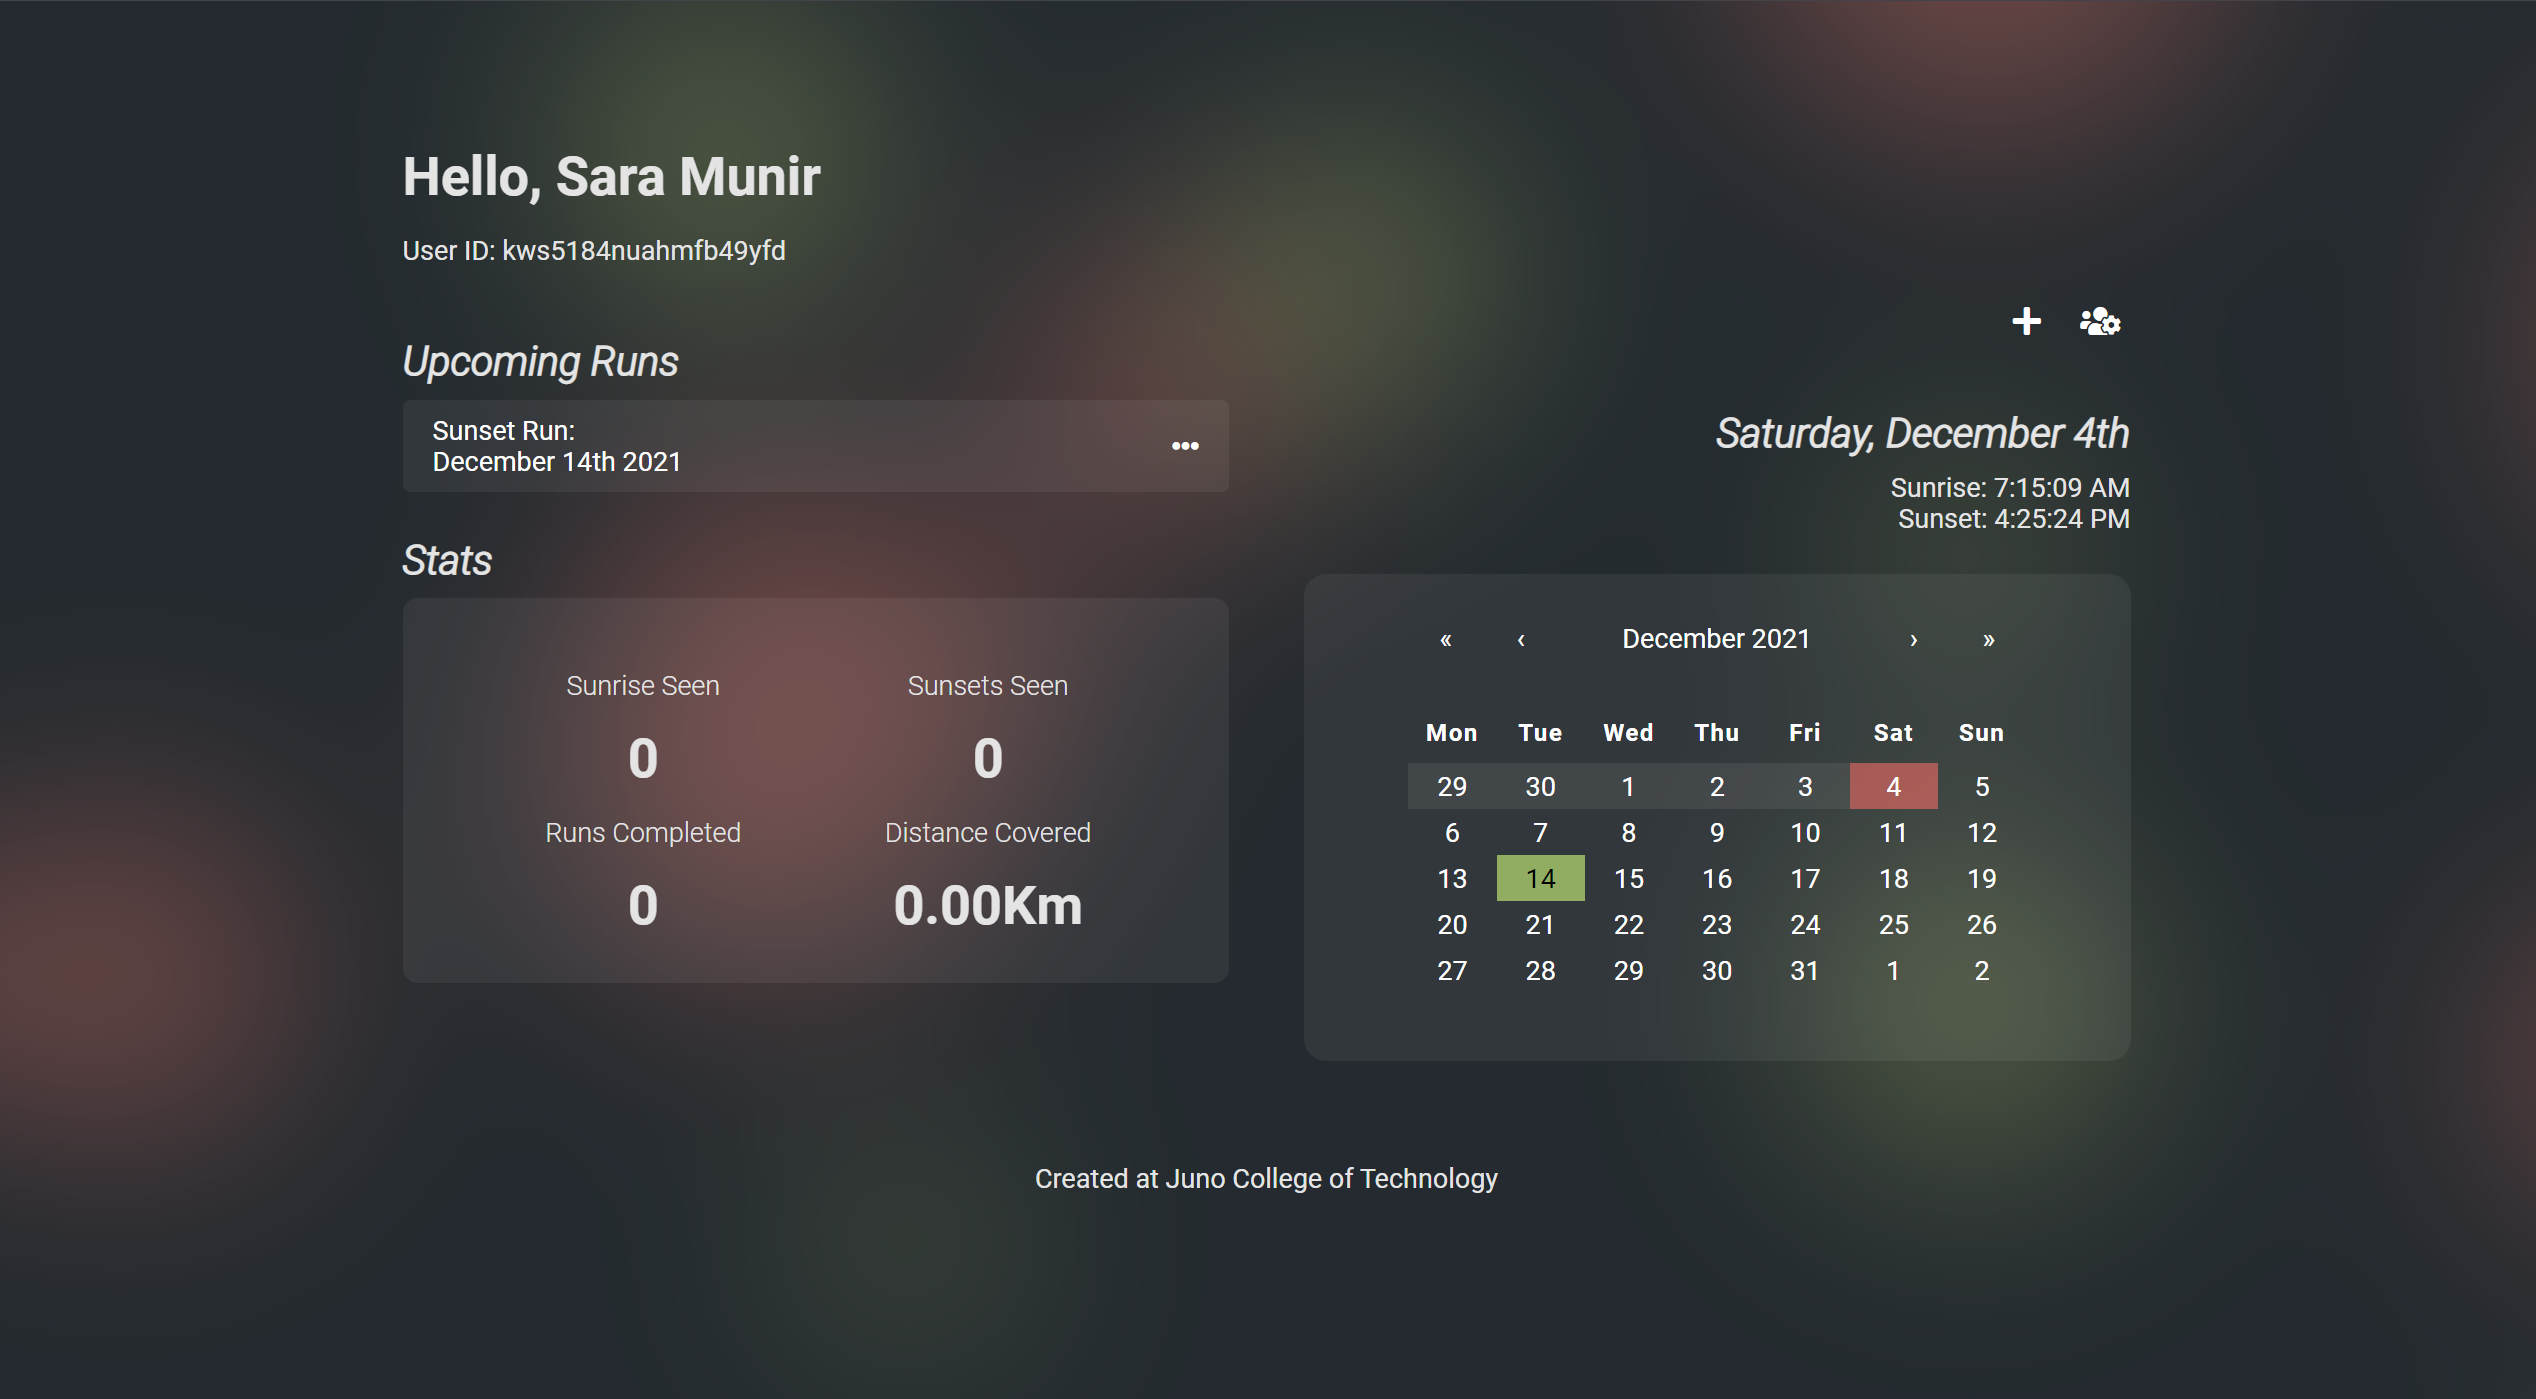 Hello, Sara Munir
User ID: kws5184nuahmfb49yfd
Upcoming Runs
Sunset Run:
December 14th 2021
Stats
Sunrise Seen Sunsets Seen
0 0
Runs Completed Distance Covered
0 0.00Km
Saturday, December 4th
Sunrise: 7:15:09 AM
Sunset: 4:25:24 PM
« ‹ December 2021 › »
Mon Tue Wed Thu Fri Sat Sun
29 30 1 2 3 4 5
6 7 8 9 10 11 12
13 14 15 16 17 18 19
20 21 22 23 24 25 26
27 28 29 30 31 1 2
Created at Juno College of Technology